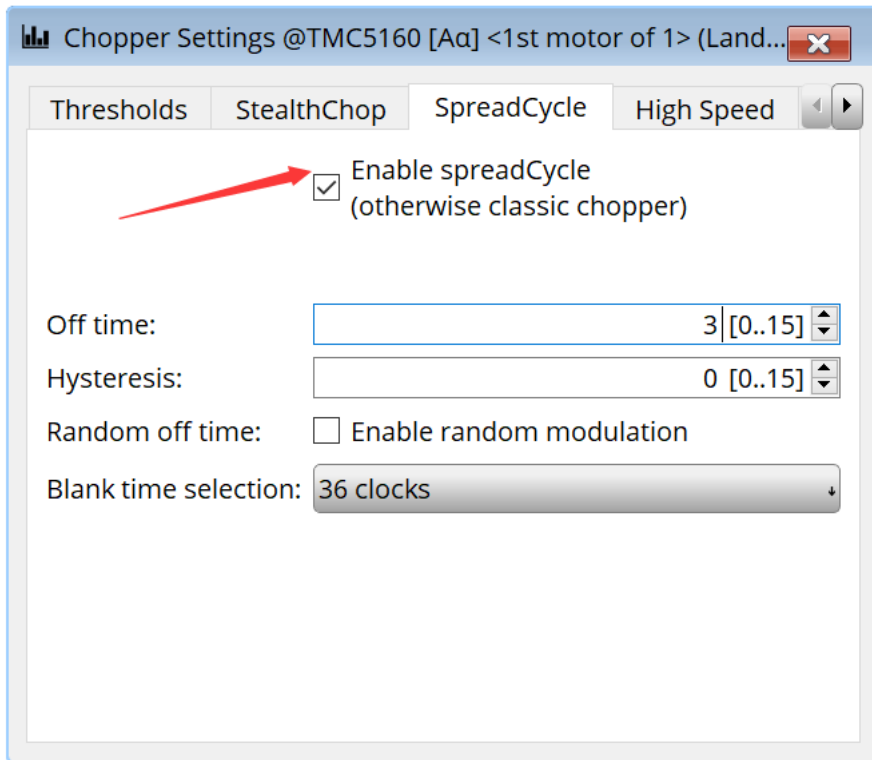 Chopper Settings @TMC5160 [Aα] <1st motor of 1> (Land...
Thresholds StealthChop SpreadCycle High Speed
Enable spreadCycle
(otherwise classic chopper)
Off time: 3 [0..15]
Hysteresis: 0 [0..15]
Random off time: Enable random modulation
Blank time selection: 36 clocks